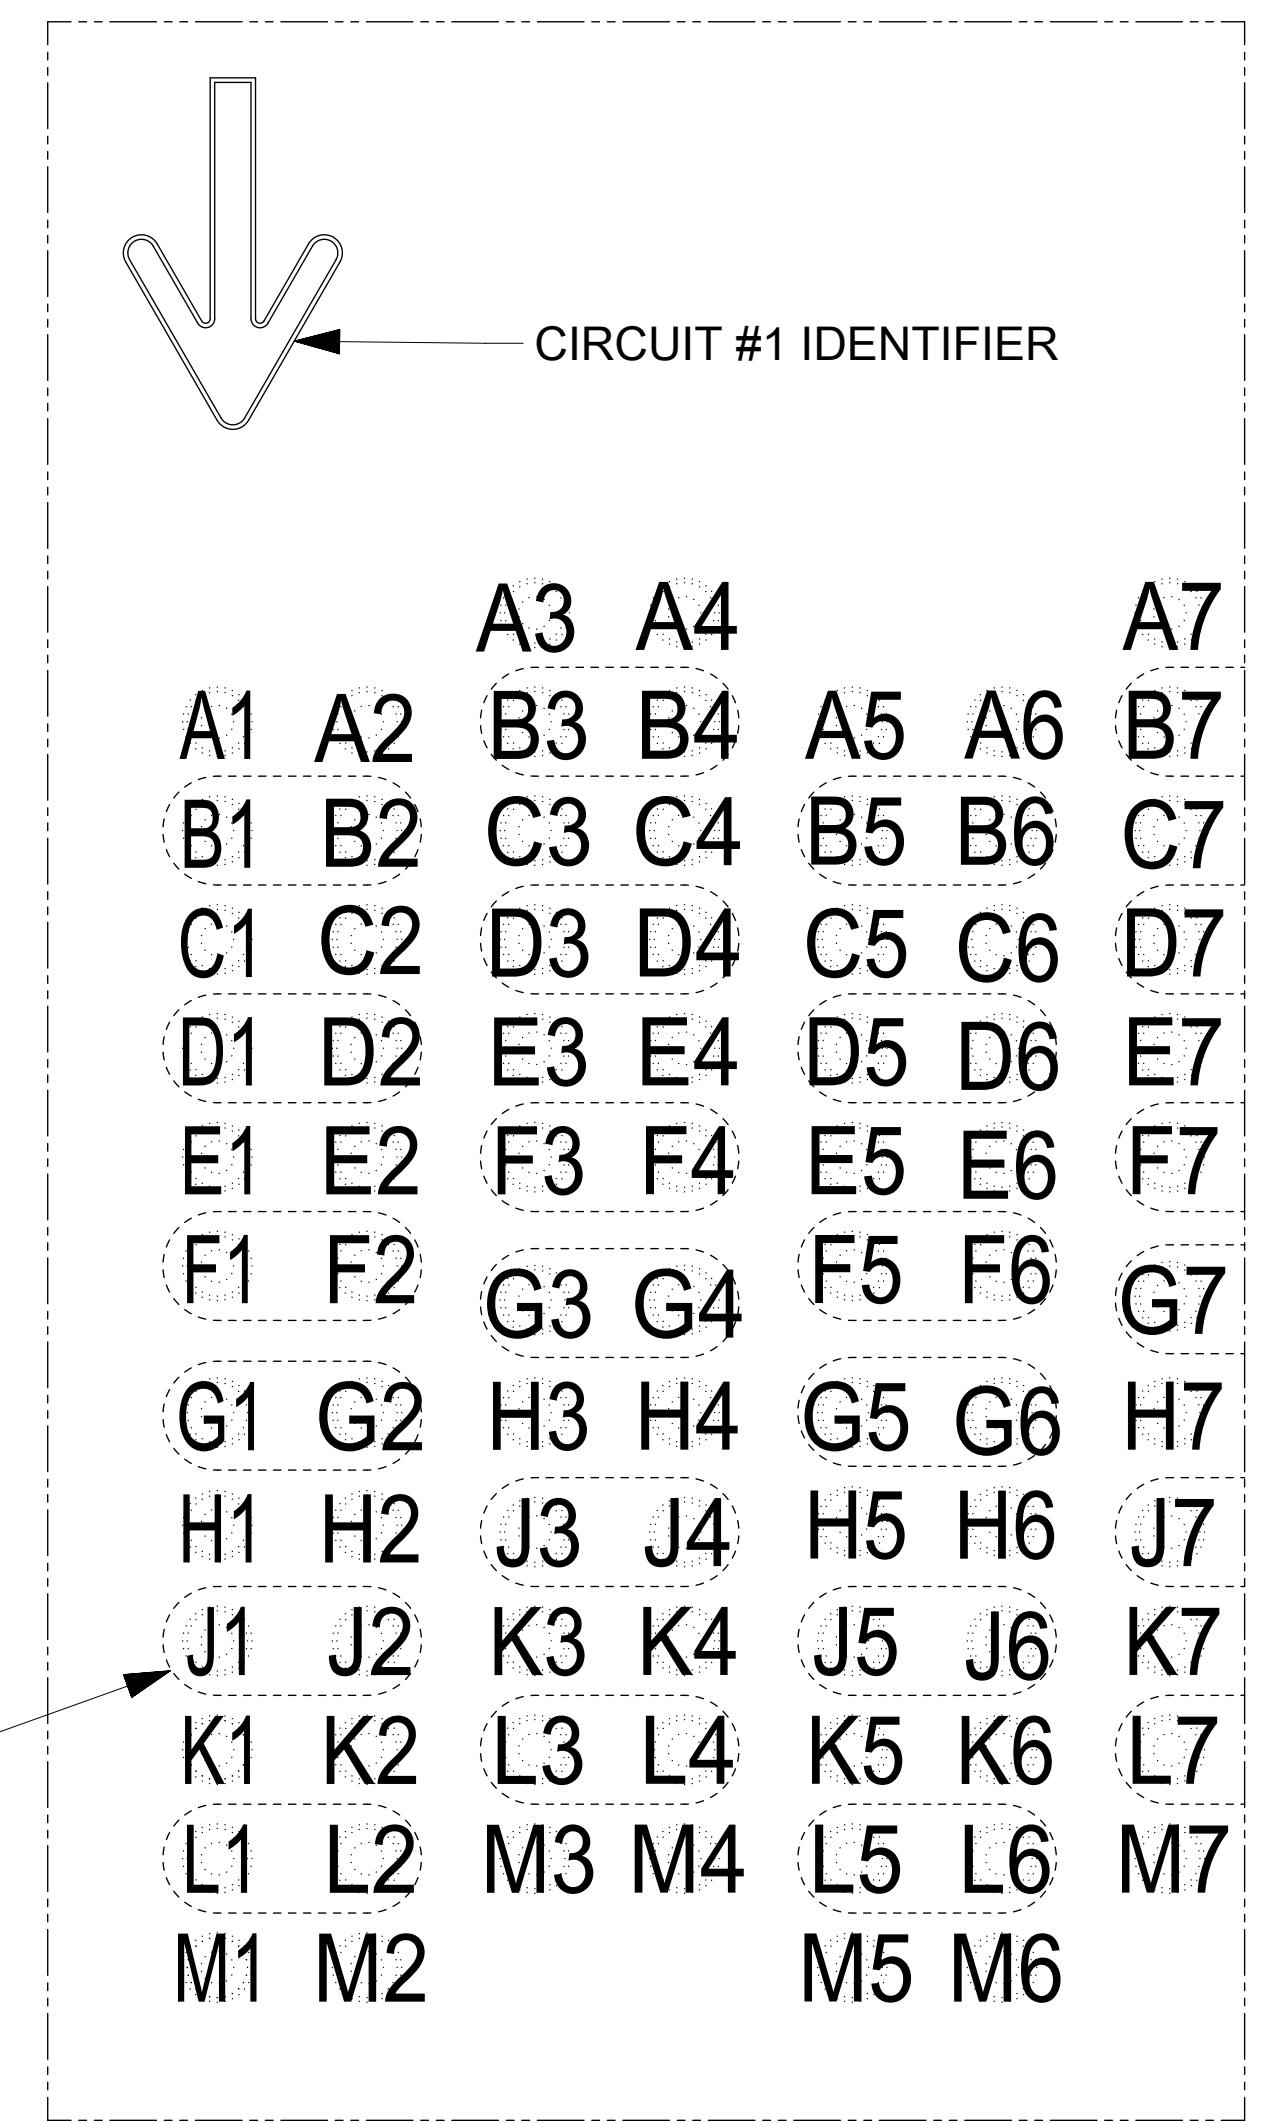 CIRCUIT #1 IDENTIFIER
A3 A4 A7
A1 A2 B3 B4 A5 A6 B7
B1 B2 C3 C4 B5 B6 C7
C1 C2 D3 D4 C5 C6 D7
D1 D2 E3 E4 D5 D6 E7
E1 E2 F3 F4 E5 E6 F7
F1 F2 G3 G4 F5 F6 G7
G1 G2 H3 H4 G5 G6 H7
H1 H2 J3 J4 H5 H6 J7
J1 J2 K3 K4 J5 J6 K7
K1 K2 L3 L4 K5 K6 L7
L1 L2 M3 M4 L5 L6 M7
M1 M2 M5 M6